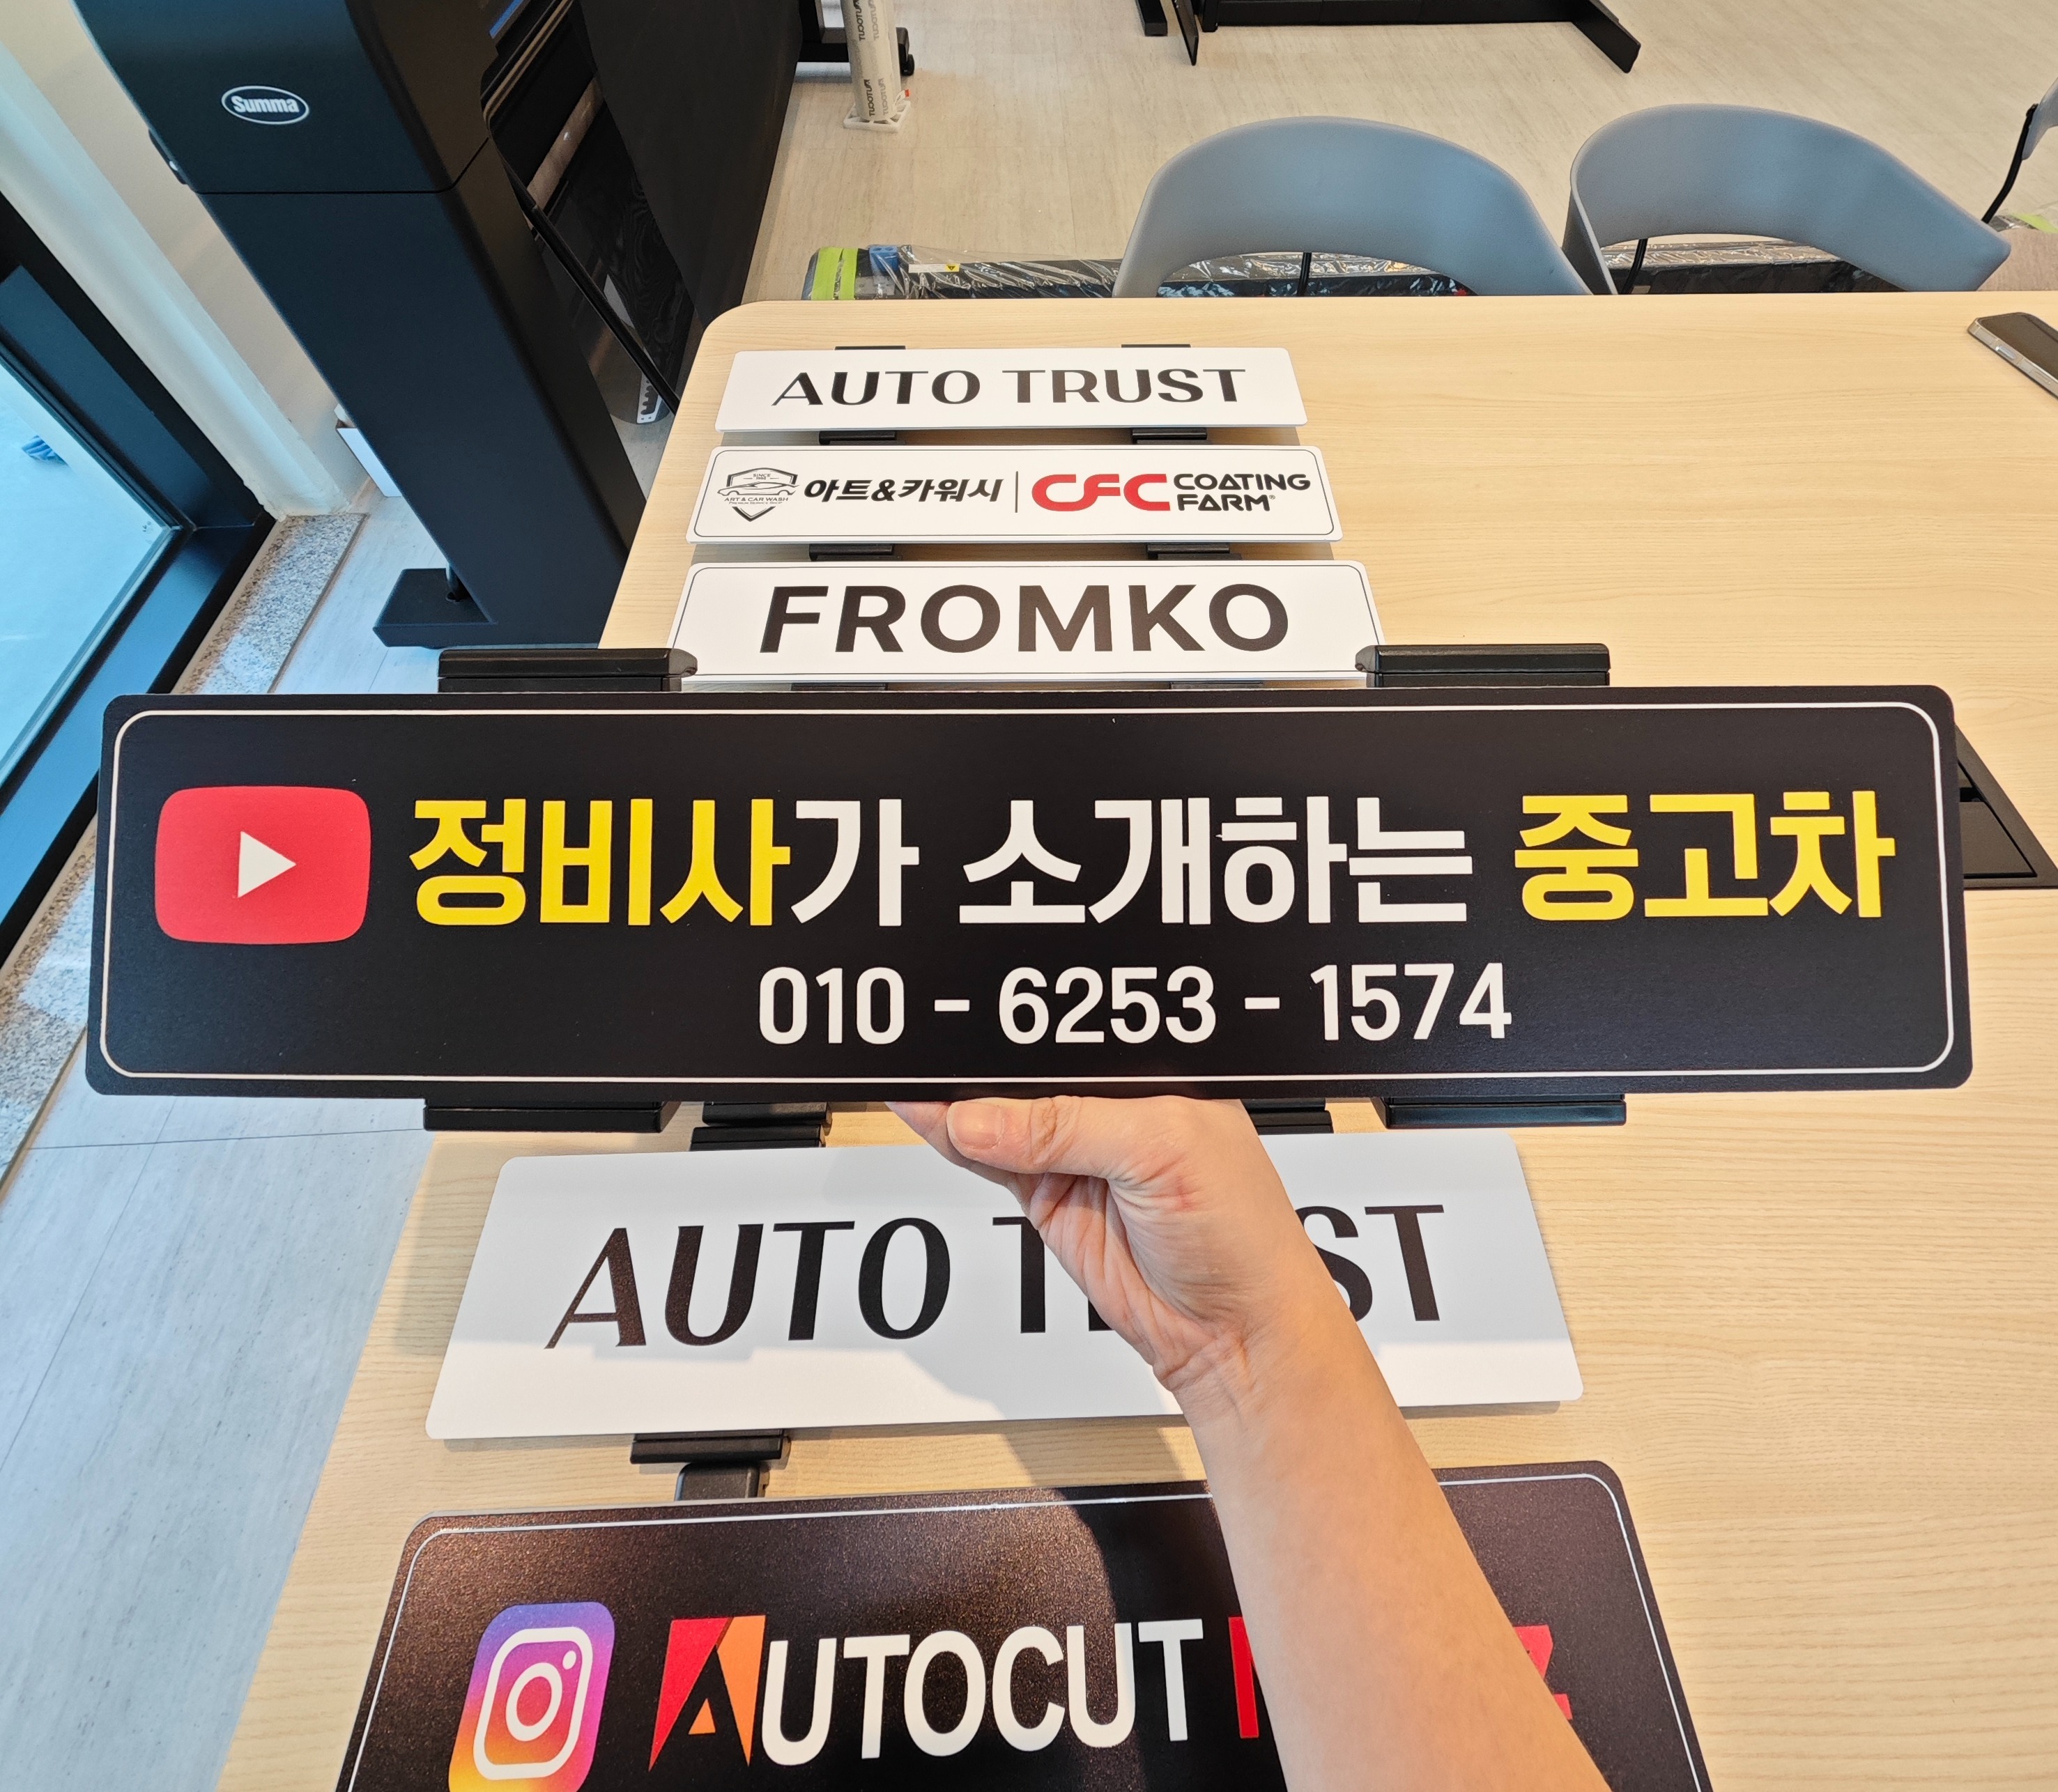 Summa
AUTO TRUST
SINCE
ART & CAR WASH
아트&카워시
CFC COATING FARM®
FROMKO
정비사가 소개하는 중고차
010 - 6253 - 1574
AUTO
AUTOCUT